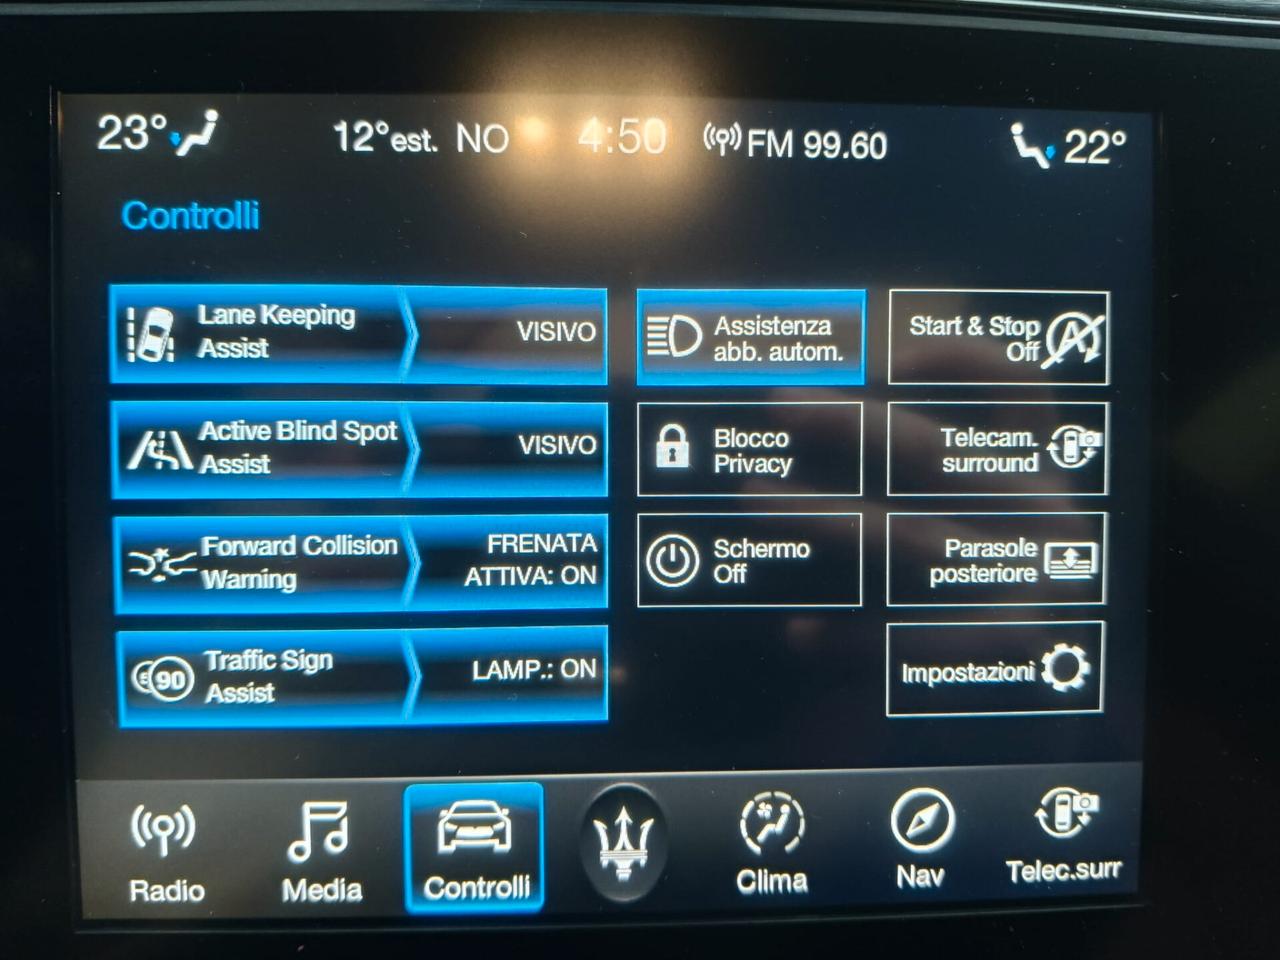 23° 12°est. NO 4:50 FM 99.60 22°
Controlli
Lane Keeping
Assist
VISIVO
Assistenza
abb. autom.
Start & Stop
Off
Active Blind Spot
Assist
VISIVO
Blocco
Privacy
Telecam.
surround
Forward Collision
Warning
FRENATA
ATTIVA: ON
Schermo
Off
Parasole
posteriore
90
Traffic Sign
Assist
LAMP.: ON
Impostazioni
Radio
Media
Controlli
Clima
Nav
Telec.surr